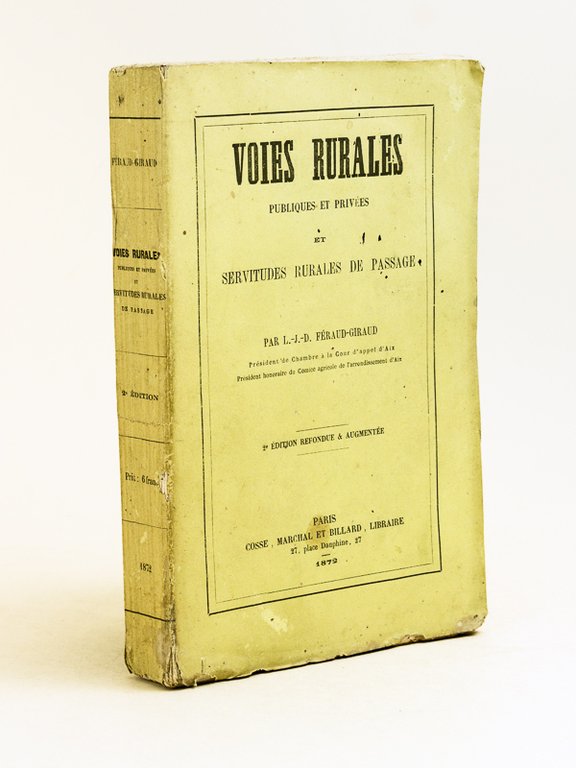 FÉRAUD-GIRAUD
VOIES RURALES
PUBLIQUES ET PRIVÉES
ET
SERVITUDES RURALES
DE PASSAGE
2e ÉDITION
Prix : 6 fran
1872
VOIES RURALES
PUBLIQUES ET PRIVÉES
ET
SERVITUDES RURALES DE PASSAGE
PAR L.-J.-D. FÉRAUD-GIRAUD
Président de Chambre à la Cour d'appel d'Aix
Président honoraire du Comice agricole de l'arrondissement d'Aix
2e ÉDITION REFONDUE & AUGMENTÉE
PARIS
COSSE, MARCHAL ET BILLARD, LIBRAIRE
27, place Dauphine, 27
1872